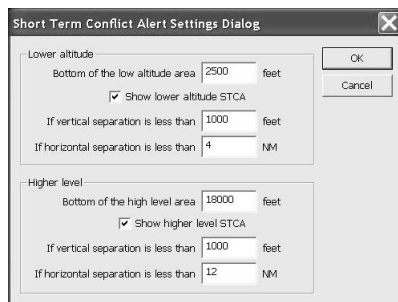 Short Term Conflict Alert Settings Dialog
Lower altitude
Bottom of the low altitude area 2500 feet
Show lower altitude STCA
If vertical separation is less than 1000 feet
If horizontal separation is less than 4 NM
OK
Cancel
Higher level
Bottom of the high level area 18000 feet
Show higher level STCA
If vertical separation is less than 1000 feet
If horizontal separation is less than 12 NM